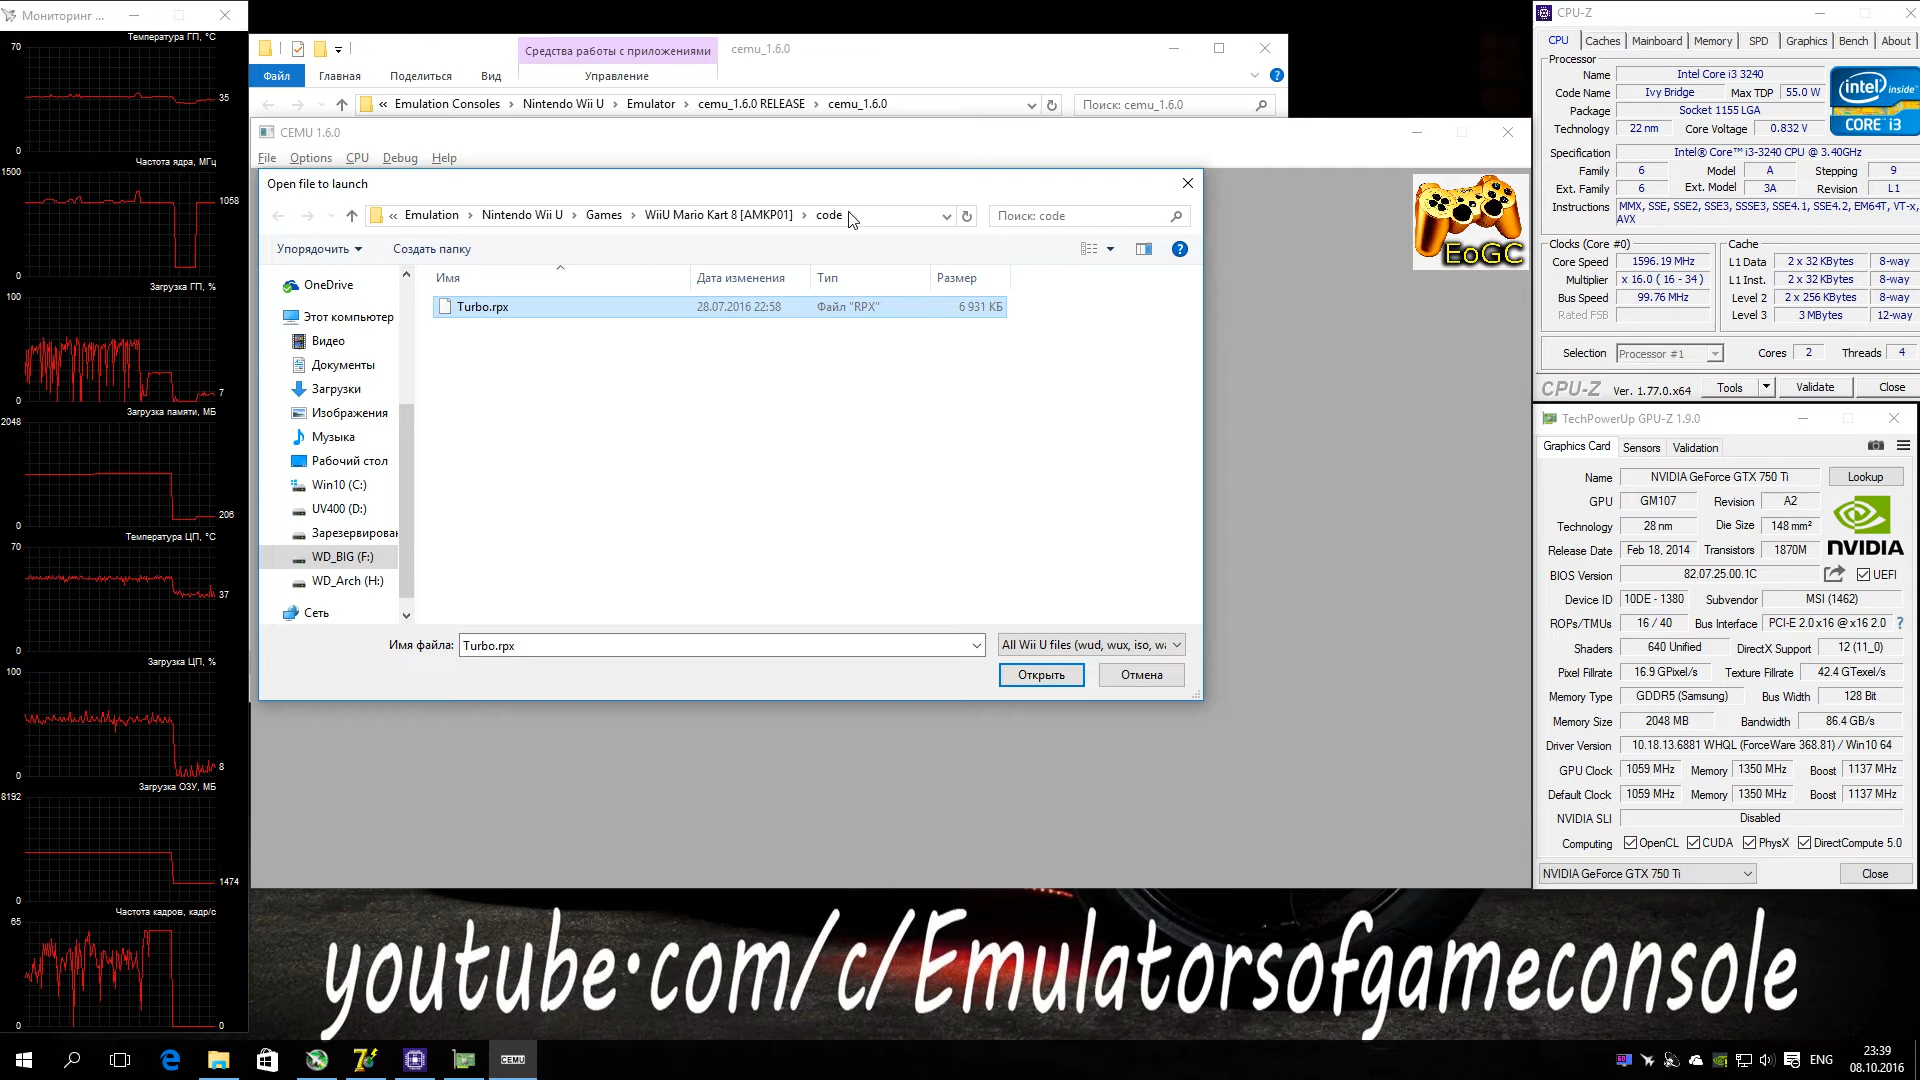 Мониторинг ...
Температура ГП, °C
70
35
0
Частота ядра, МГц
1500
1058
0
Загрузка ГП, %
100
7
0
Загрузка памяти, МБ
2048
206
0
Температура ЦП, °C
70
37
0
Загрузка ЦП, %
100
8
0
Загрузка ОЗУ, МБ
8192
1474
0
Частота кадров, кадр/с
65
0
0
Средства работы с приложениями
cemu_1.6.0
Файл
Главная
Поделиться
Вид
Управление
« Emulation Consoles > Nintendo Wii U > Emulator > cemu_1.6.0 RELEASE > cemu_1.6.0
Поиск: cemu_1.6.0
CEMU 1.6.0
File Options CPU Debug Help
Open file to launch
« Emulation > Nintendo Wii U > Games > WiiU Mario Kart 8 [AMKP01] > code
Поиск: code
Упорядочить
Создать папку
OneDrive
Этот компьютер
Видео
Документы
Загрузки
Изображения
Музыка
Рабочий стол
Win10 (C:)
UV400 (D:)
Зарезервирован
WD_BIG (F:)
WD_Arch (H:)
Сеть
Имя Дата изменения Тип Размер
Turbo.rpx 28.07.2016 22:58 Файл "RPX" 6 931 КБ
Имя файла: Turbo.rpx
All Wii U files (wud, wux, iso, wa
Открыть
Отмена
EoGC
CPU-Z
CPU Caches Mainboard Memory SPD Graphics Bench About
Processor
Name Intel Core i3 3240
Code Name Ivy Bridge Max TDP 55.0 W
Package Socket 1155 LGA
Technology 22 nm Core Voltage 0.832 V
intel inside
CORE i3
Specification Intel® Core™ i3-3240 CPU @ 3.40GHz
Family 6 Model A Stepping 9
Ext. Family 6 Ext. Model 3A Revision L1
Instructions MMX, SSE, SSE2, SSE3, SSSE3, SSE4.1, SSE4.2, EM64T, VT-x, AVX
Clocks (Core #0)
Core Speed 1596.19 MHz
Multiplier x 16.0 ( 16 - 34 )
Bus Speed 99.76 MHz
Rated FSB
Cache
L1 Data 2 x 32 KBytes 8-way
L1 Inst. 2 x 32 KBytes 8-way
Level 2 2 x 256 KBytes 8-way
Level 3 3 MBytes 12-way
Selection Processor #1 Cores 2 Threads 4
CPU-Z Ver. 1.77.0.x64 Tools Validate Close
TechPowerUp GPU-Z 1.9.0
Graphics Card Sensors Validation
Name NVIDIA GeForce GTX 750 Ti Lookup
GPU GM107 Revision A2
Technology 28 nm Die Size 148 mm²
Release Date Feb 18, 2014 Transistors 1870M
NVIDIA
BIOS Version 82.07.25.00.1C UEFI
Device ID 10DE - 1380 Subvendor MSI (1462)
ROPs/TMUs 16 / 40 Bus Interface PCI-E 2.0 x16 @ x16 2.0 ?
Shaders 640 Unified DirectX Support 12 (11_0)
Pixel Fillrate 16.9 GPixel/s Texture Fillrate 42.4 GTexel/s
Memory Type GDDR5 (Samsung) Bus Width 128 Bit
Memory Size 2048 MB Bandwidth 86.4 GB/s
Driver Version 10.18.13.6881 WHQL (ForceWare 368.81) / Win10 64
GPU Clock 1059 MHz Memory 1350 MHz Boost 1137 MHz
Default Clock 1059 MHz Memory 1350 MHz Boost 1137 MHz
NVIDIA SLI Disabled
Computing OpenCL CUDA PhysX DirectCompute 5.0
NVIDIA GeForce GTX 750 Ti Close
youtube.com/c/Emulatorsofgameconsole
CEMU
ENG
23:39
08.10.2016